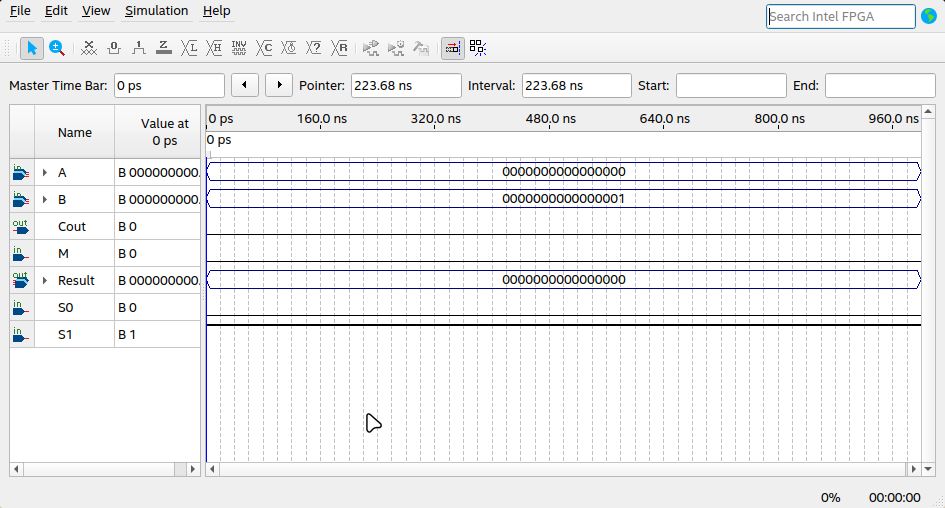 File Edit View Simulation Help Search Intel FPGA
Master Time Bar: 0 ps Pointer: 223.68 ns Interval: 223.68 ns Start: End:
Name Value at 0 ps 0 ps 160.0 ns 320.0 ns 480.0 ns 640.0 ns 800.0 ns 960.0 ns
0 ps
in A B 000000000 0000000000000000
in B B 000000000 0000000000000001
out Cout B 0
in M B 0
out Result B 000000000 0000000000000000
in S0 B 0
in S1 B 1
0% 00:00:00